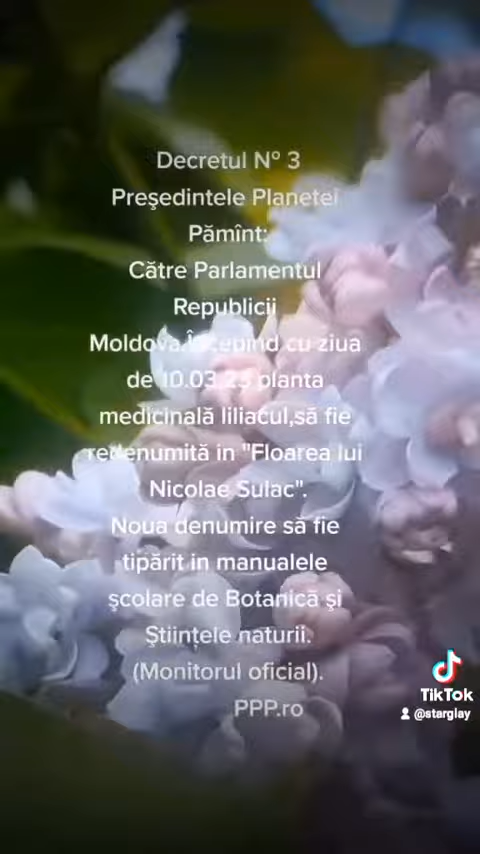 Decretul Nº 3
Preşedintele Planetei
Pămînt:
Către Parlamentul
Republicii
Moldova.Începind cu ziua
de 10.03.23 planta
medicinală liliacul,să fie
redenumită in "Floarea lui
Nicolae Sulac".
Noua denumire să fie
tipărit in manualele
şcolare de Botanică şi
Ştiințele naturii.
(Monitorul oficial).
PPP.ro
TikTok
@starglay